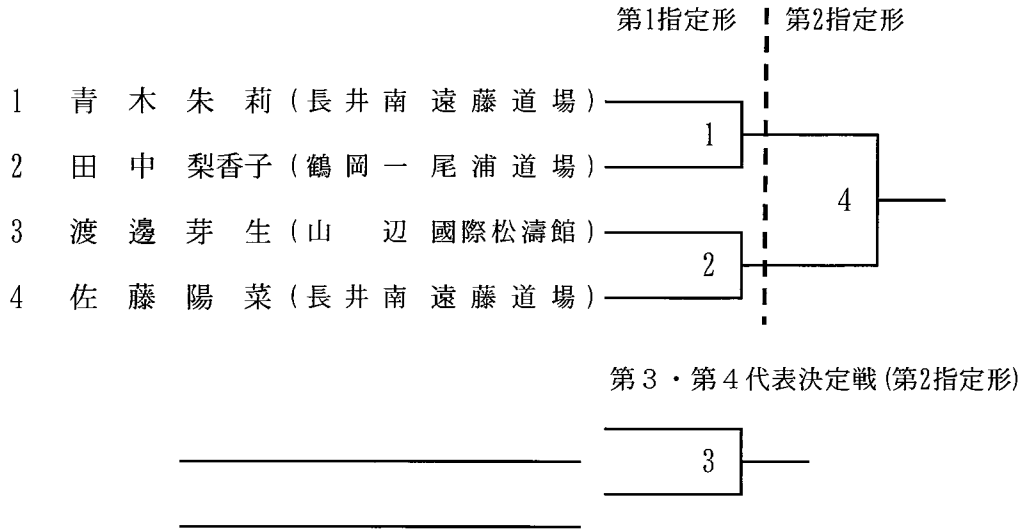 第1指定形 第2指定形
1 青木朱莉(長井南 遠藤道場)
1
2 田中梨香子(鶴岡一 尾浦道場)
4
3 渡邊芽生(山辺 國際松濤館)
2
4 佐藤陽菜(長井南 遠藤道場)
第3・第4代表決定戦(第2指定形)
3